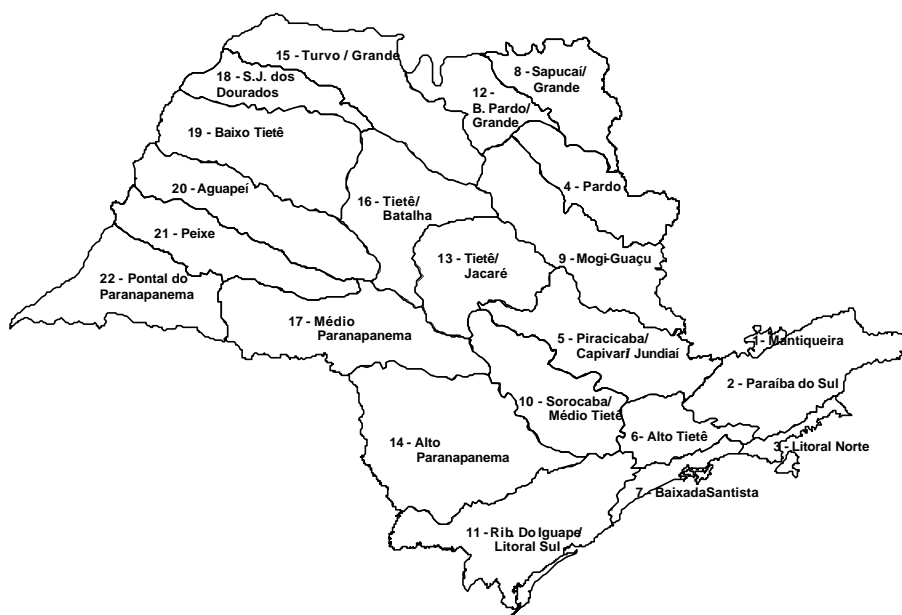 15 - Turvo / Grande
8 - Sapucaí/
Grande
18 - S.J. dos
Dourados
12 -
B. Pardo/
Grande
19 - Baixo Tietê
4 - Pardo
20 - Aguapeí
16 - Tietê/
Batalha
21 - Peixe
13 - Tietê/
Jacaré
9 - Mogi-Guaçu
22 - Pontal do
Paranapanema
17 - Médio
Paranapanema
5 - Piracicaba/
Capivari/ Jundiaí
1- Mantiqueira
2 - Paraíba do Sul
10 - Sorocaba/
Médio Tietê
14 - Alto
Paranapanema
6- Alto Tietê
3 - Litoral Norte
7 - BaixadaSantista
11 - Rib. Do Iguape/
Litoral Sul